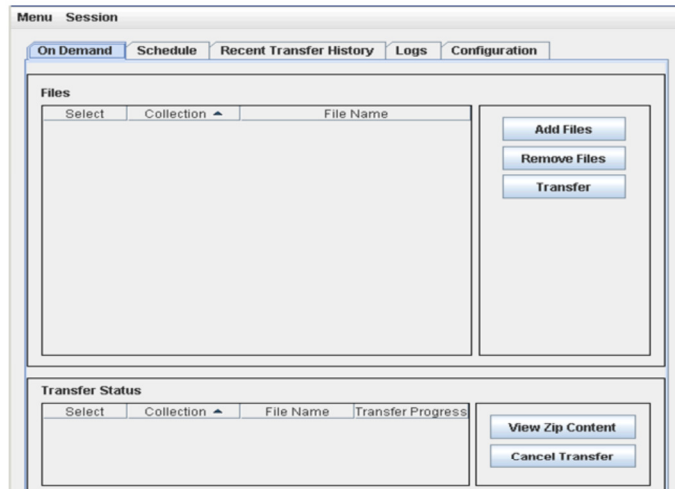 Menu Session
On Demand Schedule Recent Transfer History Logs Configuration
Files
Select Collection File Name
Add Files
Remove Files
Transfer
Transfer Status
Select Collection File Name Transfer Progress
View Zip Content
Cancel Transfer